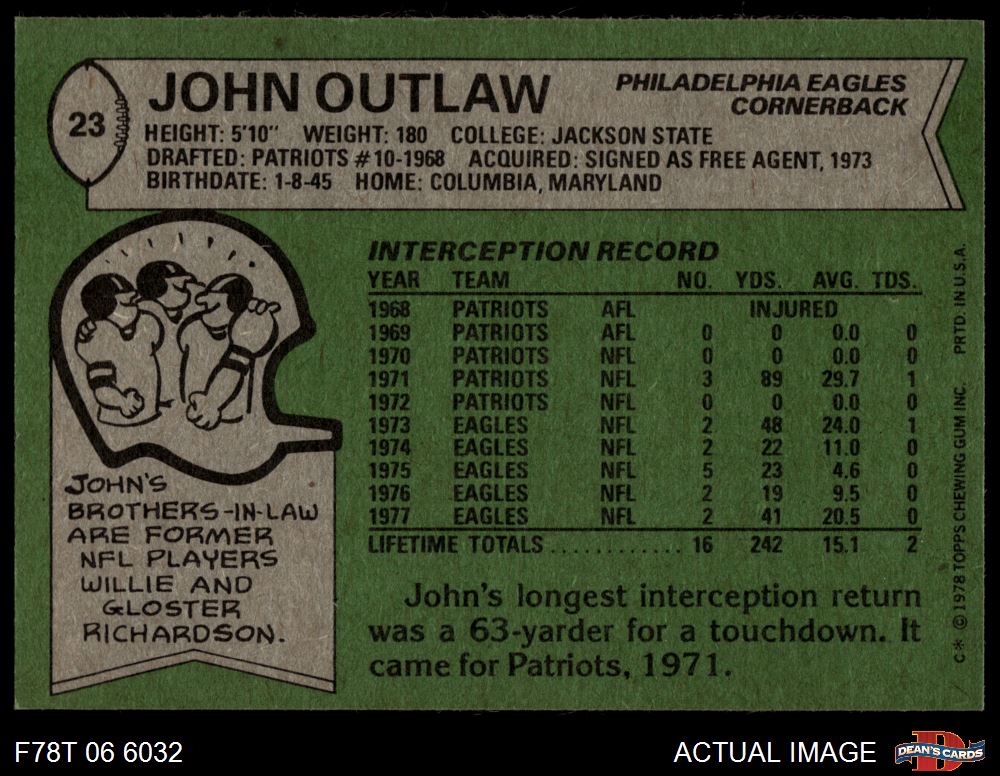 23
JOHN OUTLAW
PHILADELPHIA EAGLES
CORNERBACK
HEIGHT: 5'10" WEIGHT: 180 COLLEGE: JACKSON STATE
DRAFTED: PATRIOTS #10-1968 ACQUIRED: SIGNED AS FREE AGENT, 1973
BIRTHDATE: 1-8-45 HOME: COLUMBIA, MARYLAND
JOHN'S
BROTHERS-IN-LAW
ARE FORMER
NFL PLAYERS
WILLIE AND
GLOSTER
RICHARDSON.
INTERCEPTION RECORD
YEAR TEAM NO. YDS. AVG. TDS.
1968 PATRIOTS AFL INJURED
1969 PATRIOTS AFL 0 0 0.0 0
1970 PATRIOTS NFL 0 0 0.0 0
1971 PATRIOTS NFL 3 89 29.7 1
1972 PATRIOTS NFL 0 0 0.0 0
1973 EAGLES NFL 2 48 24.0 1
1974 EAGLES NFL 2 22 11.0 0
1975 EAGLES NFL 5 23 4.6 0
1976 EAGLES NFL 2 19 9.5 0
1977 EAGLES NFL 2 41 20.5 0
LIFETIME TOTALS............ 16 242 15.1 2
John's longest interception return
was a 63-yarder for a touchdown. It
came for Patriots, 1971.
C* © 1978 TOPPS CHEWING GUM INC. PRTD. IN U.S.A.
F78T 06 6032
ACTUAL IMAGE
D
DEAN'S CARDS